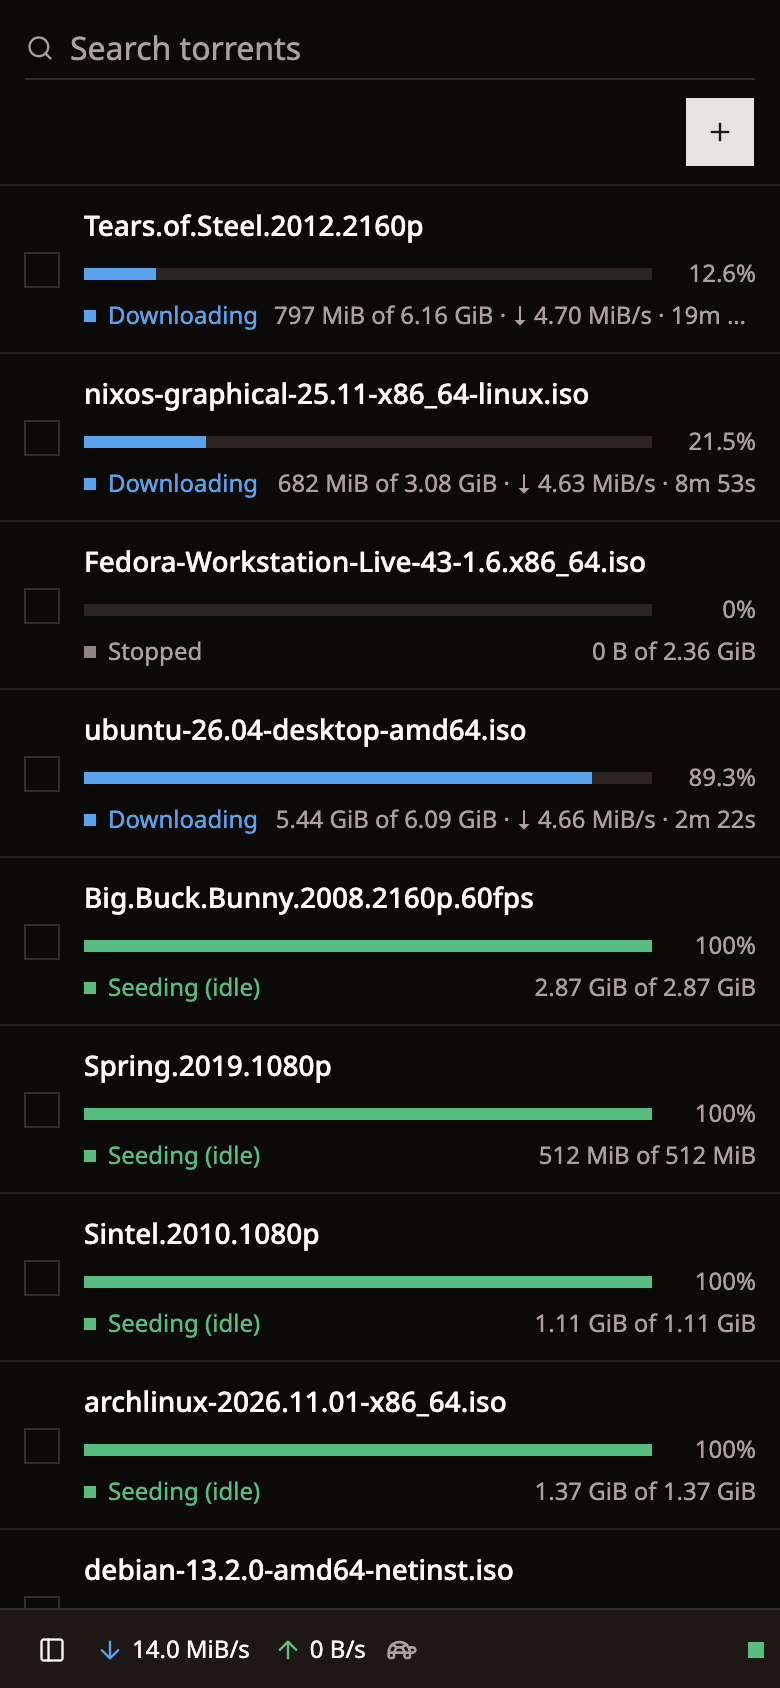 Search torrents
+
Tears.of.Steel.2012.2160p
12.6%
Downloading 797 MiB of 6.16 GiB · ↓ 4.70 MiB/s · 19m ...
nixos-graphical-25.11-x86_64-linux.iso
21.5%
Downloading 682 MiB of 3.08 GiB · ↓ 4.63 MiB/s · 8m 53s
Fedora-Workstation-Live-43-1.6.x86_64.iso
0%
Stopped 0 B of 2.36 GiB
ubuntu-26.04-desktop-amd64.iso
89.3%
Downloading 5.44 GiB of 6.09 GiB · ↓ 4.66 MiB/s · 2m 22s
Big.Buck.Bunny.2008.2160p.60fps
100%
Seeding (idle) 2.87 GiB of 2.87 GiB
Spring.2019.1080p
100%
Seeding (idle) 512 MiB of 512 MiB
Sintel.2010.1080p
100%
Seeding (idle) 1.11 GiB of 1.11 GiB
archlinux-2026.11.01-x86_64.iso
100%
Seeding (idle) 1.37 GiB of 1.37 GiB
debian-13.2.0-amd64-netinst.iso
↓ 14.0 MiB/s ↑ 0 B/s